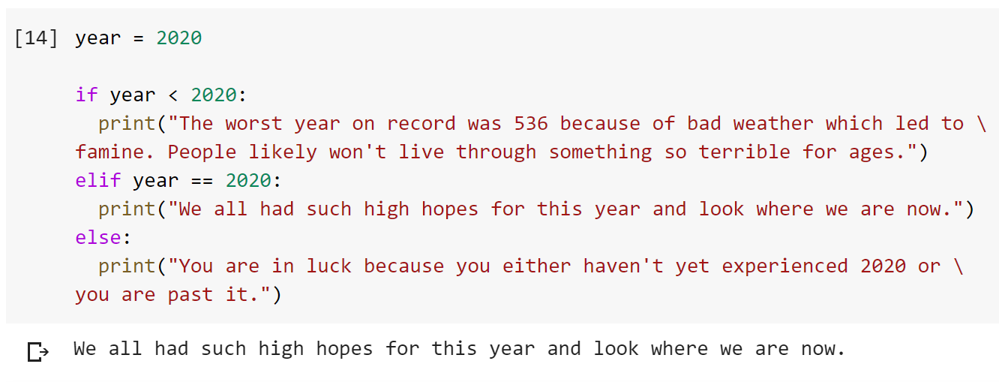 [14] year = 2020
if year < 2020:
print("The worst year on record was 536 because of bad weather which led to \
famine. People likely won't live through something so terrible for ages.")
elif year == 2020:
print("We all had such high hopes for this year and look where we are now.")
else:
print("You are in luck because you either haven't yet experienced 2020 or \
you are past it.")
We all had such high hopes for this year and look where we are now.